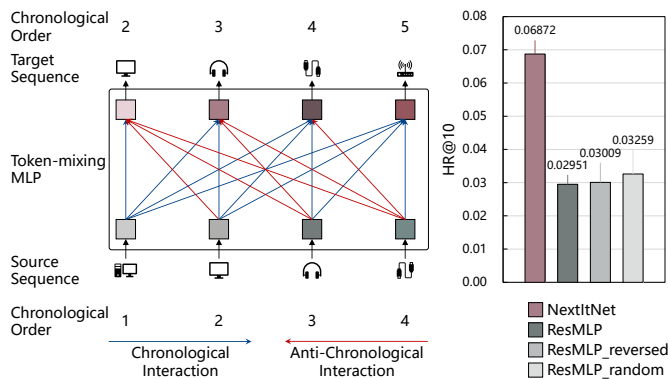 Chronological
Order
2 3 4 5
Target
Sequence
Token-mixing
MLP
Source
Sequence
Chronological
Order
1 2 3 4
Chronological
Interaction
Anti-Chronological
Interaction
HR@10
0.08
0.07
0.06
0.05
0.04
0.03
0.02
0.01
0.00
0.06872
0.02951
0.03009
0.03259
NextItNet
ResMLP
ResMLP_reversed
ResMLP_random